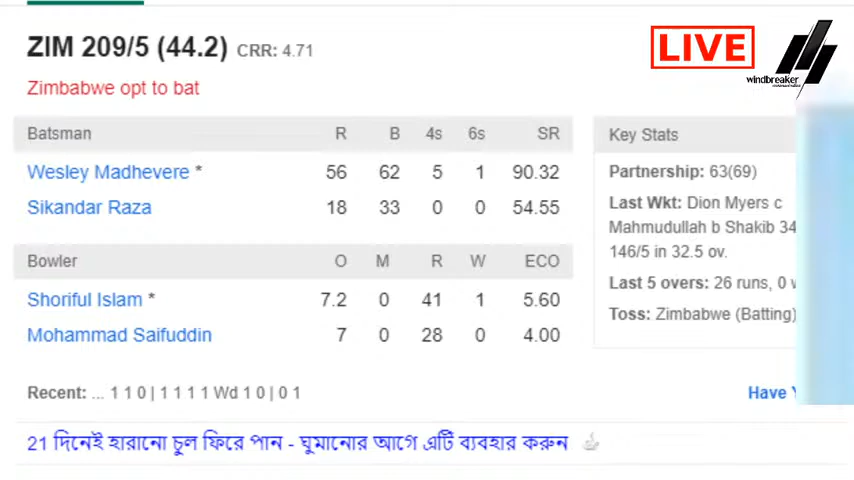 ZIM 209/5 (44.2) CRR: 4.71
LIVE
windbreaker
Zimbabwe opt to bat
Batsman R B 4s 6s SR
Wesley Madhevere * 56 62 5 1 90.32
Sikandar Raza 18 33 0 0 54.55
Bowler O M R W ECO
Shoriful Islam * 7.2 0 41 1 5.60
Mohammad Saifuddin 7 0 28 0 4.00
Key Stats
Partnership: 63(69)
Last Wkt: Dion Myers c
Mahmudullah b Shakib 34
146/5 in 32.5 ov.
Last 5 overs: 26 runs, 0
Toss: Zimbabwe (Batting)
Recent: ... 1 1 0 | 1 1 1 1 Wd 1 0 | 0 1
Have
21 দিনেই হারানো চুল ফিরে পান - ঘুমানোর আগে এটি ব্যবহার করুন